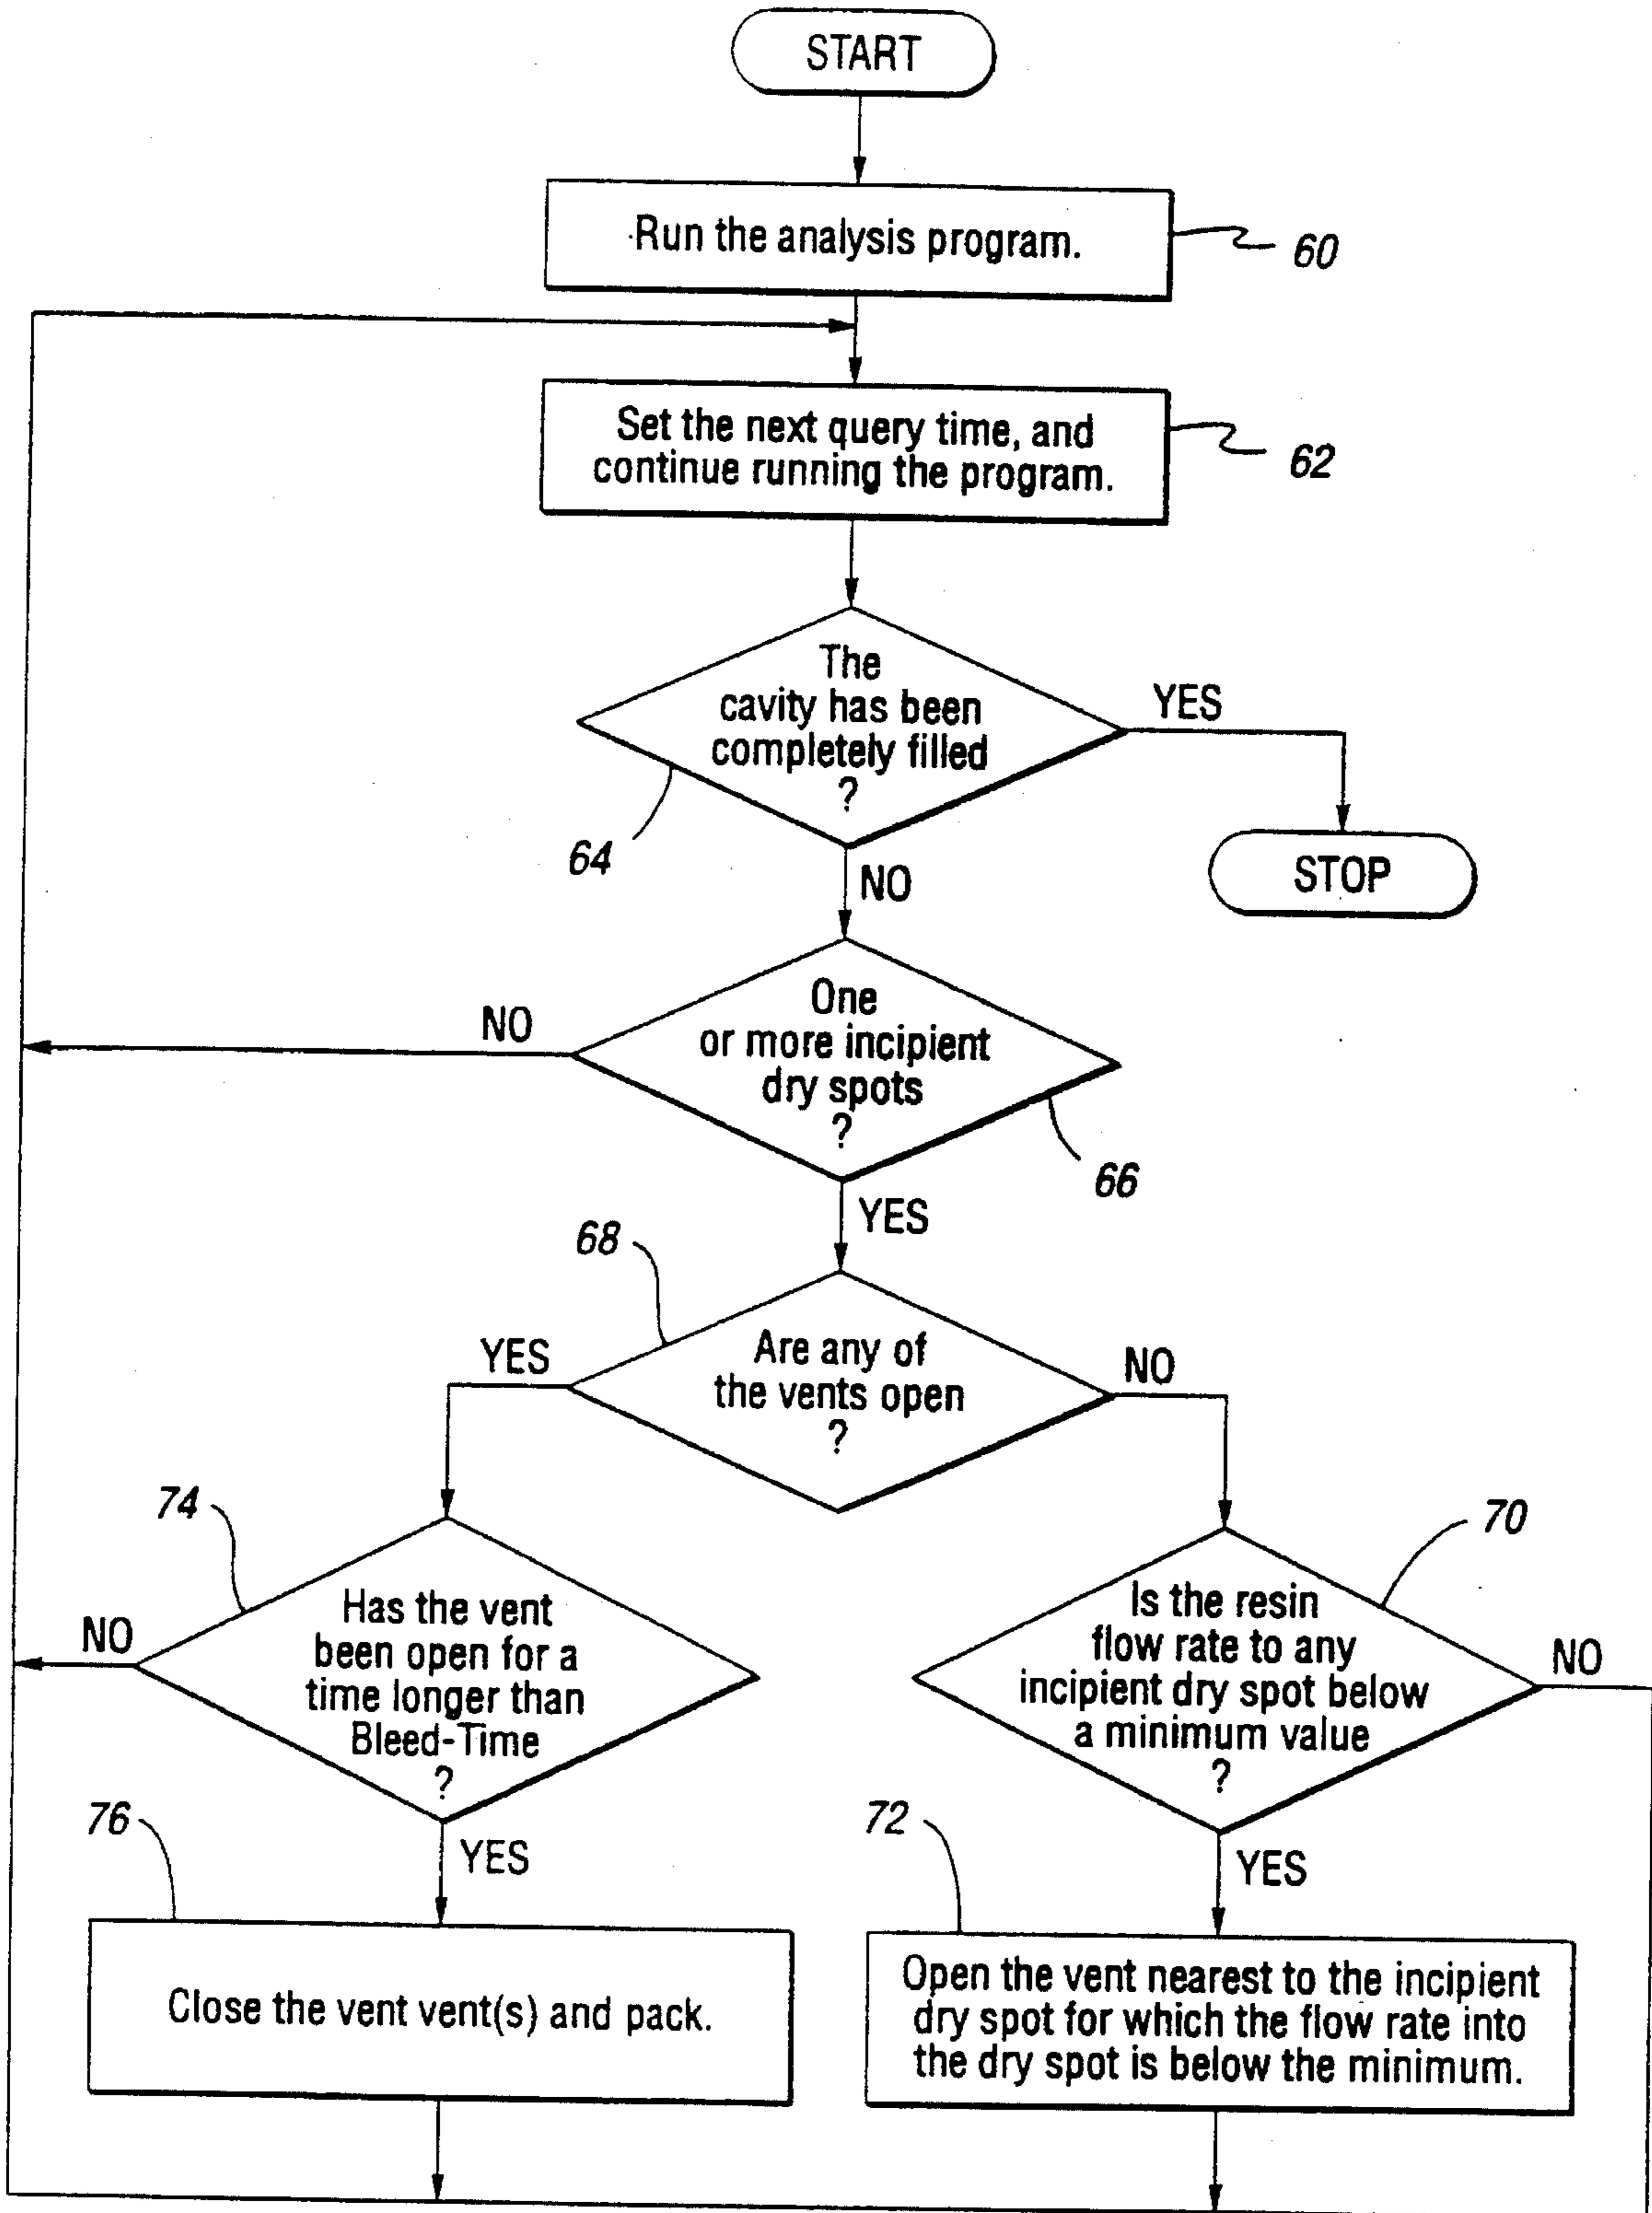 START
Run the analysis program.
60
Set the next query time, and
continue running the program.
62
The
cavity has been
completely filled
?
YES
64
NO
STOP
One
or more incipient
dry spots
?
NO
66
YES
68
Are any of
the vents open
?
YES
NO
74
70
Has the vent
been open for a
time longer than
Bleed-Time
?
NO
Is the resin
flow rate to any
incipient dry spot below
a minimum value
?
NO
76
YES
72
YES
Close the vent vent(s) and pack.
Open the vent nearest to the incipient
dry spot for which the flow rate into
the dry spot is below the minimum.